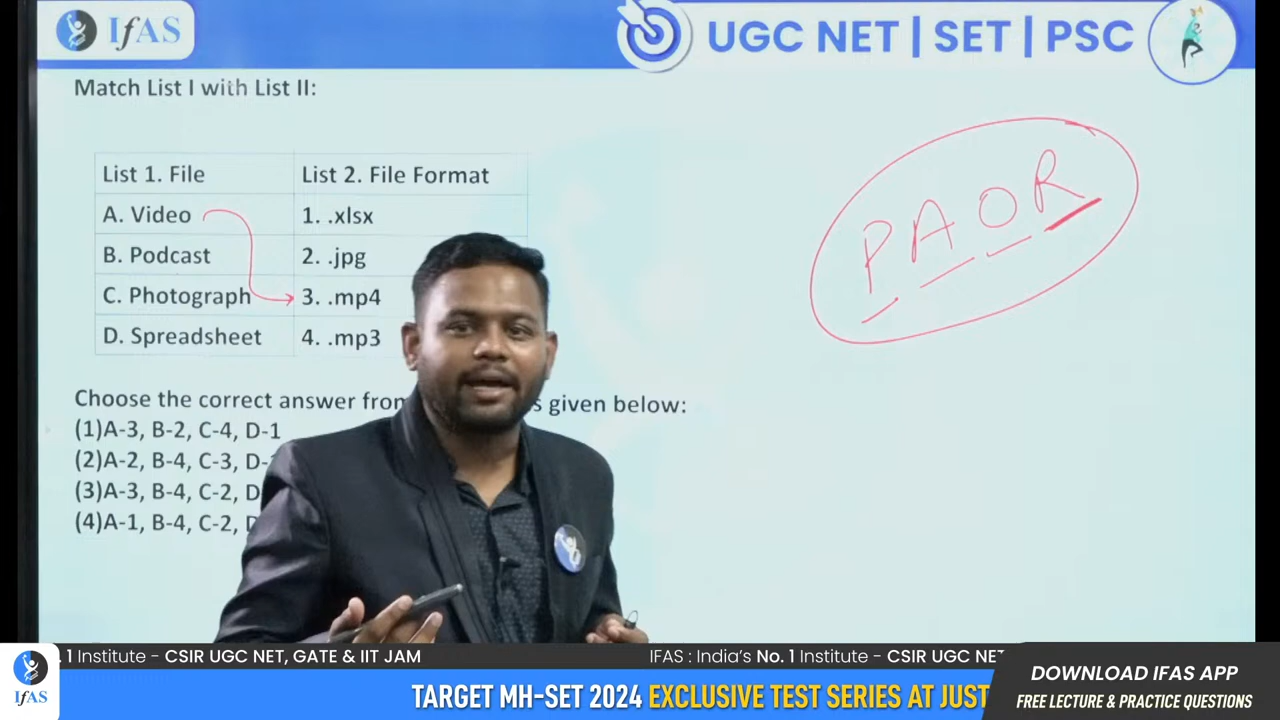 IfAS
UGC NET | SET | PSC
Match List I with List II:
List 1. File
List 2. File Format
A. Video
1. .xlsx
B. Podcast
2. .jpg
C. Photograph
3. .mp4
D. Spreadsheet
4. .mp3
PAOR
Choose the correct answer from
given below:
(1)A-3, B-2, C-4, D-1
(2)A-2, B-4, C-3,
(3)A-3, B-4, C-2,
(4)A-1, B-4, C-2,
1 Institute - CSIR UGC NET, GATE & IIT JAM
IFAS : India's No. 1 Institute - CSIR UGC NET
IfAS
TARGET MH-SET 2024 EXCLUSIVE TEST SERIES AT JUST
DOWNLOAD IFAS APP
FREE LECTURE & PRACTICE QUESTIONS